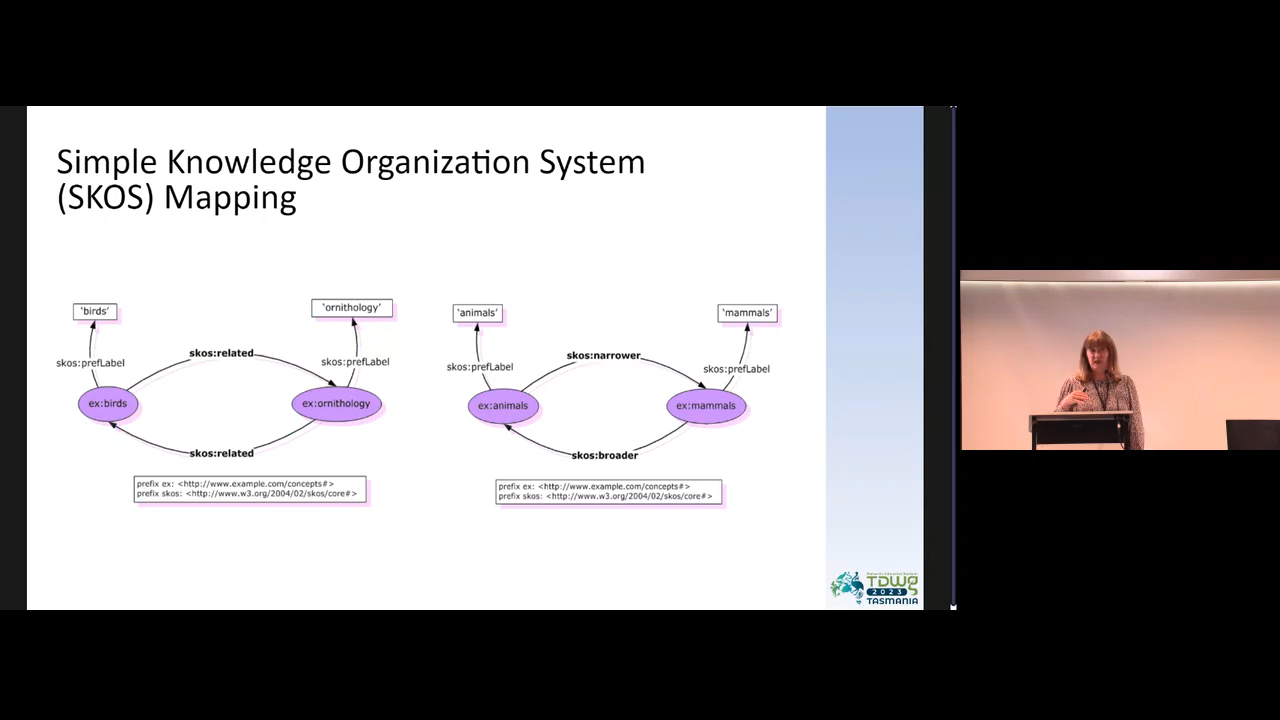 Simple Knowledge Organization System
(SKOS) Mapping
'birds'
'ornithology'
skos:prefLabel
skos:related
skos:prefLabel
ex:birds
ex:ornithology
skos:related
prefix ex: <http://www.example.com/concepts#>
prefix skos: <http://www.w3.org/2004/02/skos/core#>
'animals'
'mammals'
skos:prefLabel
skos:narrower
skos:prefLabel
ex:animals
ex:mammals
skos:broader
prefix ex: <http://www.example.com/concepts#>
prefix skos: <http://www.w3.org/2004/02/skos/core#>
TDWG
2023
TASMANIA